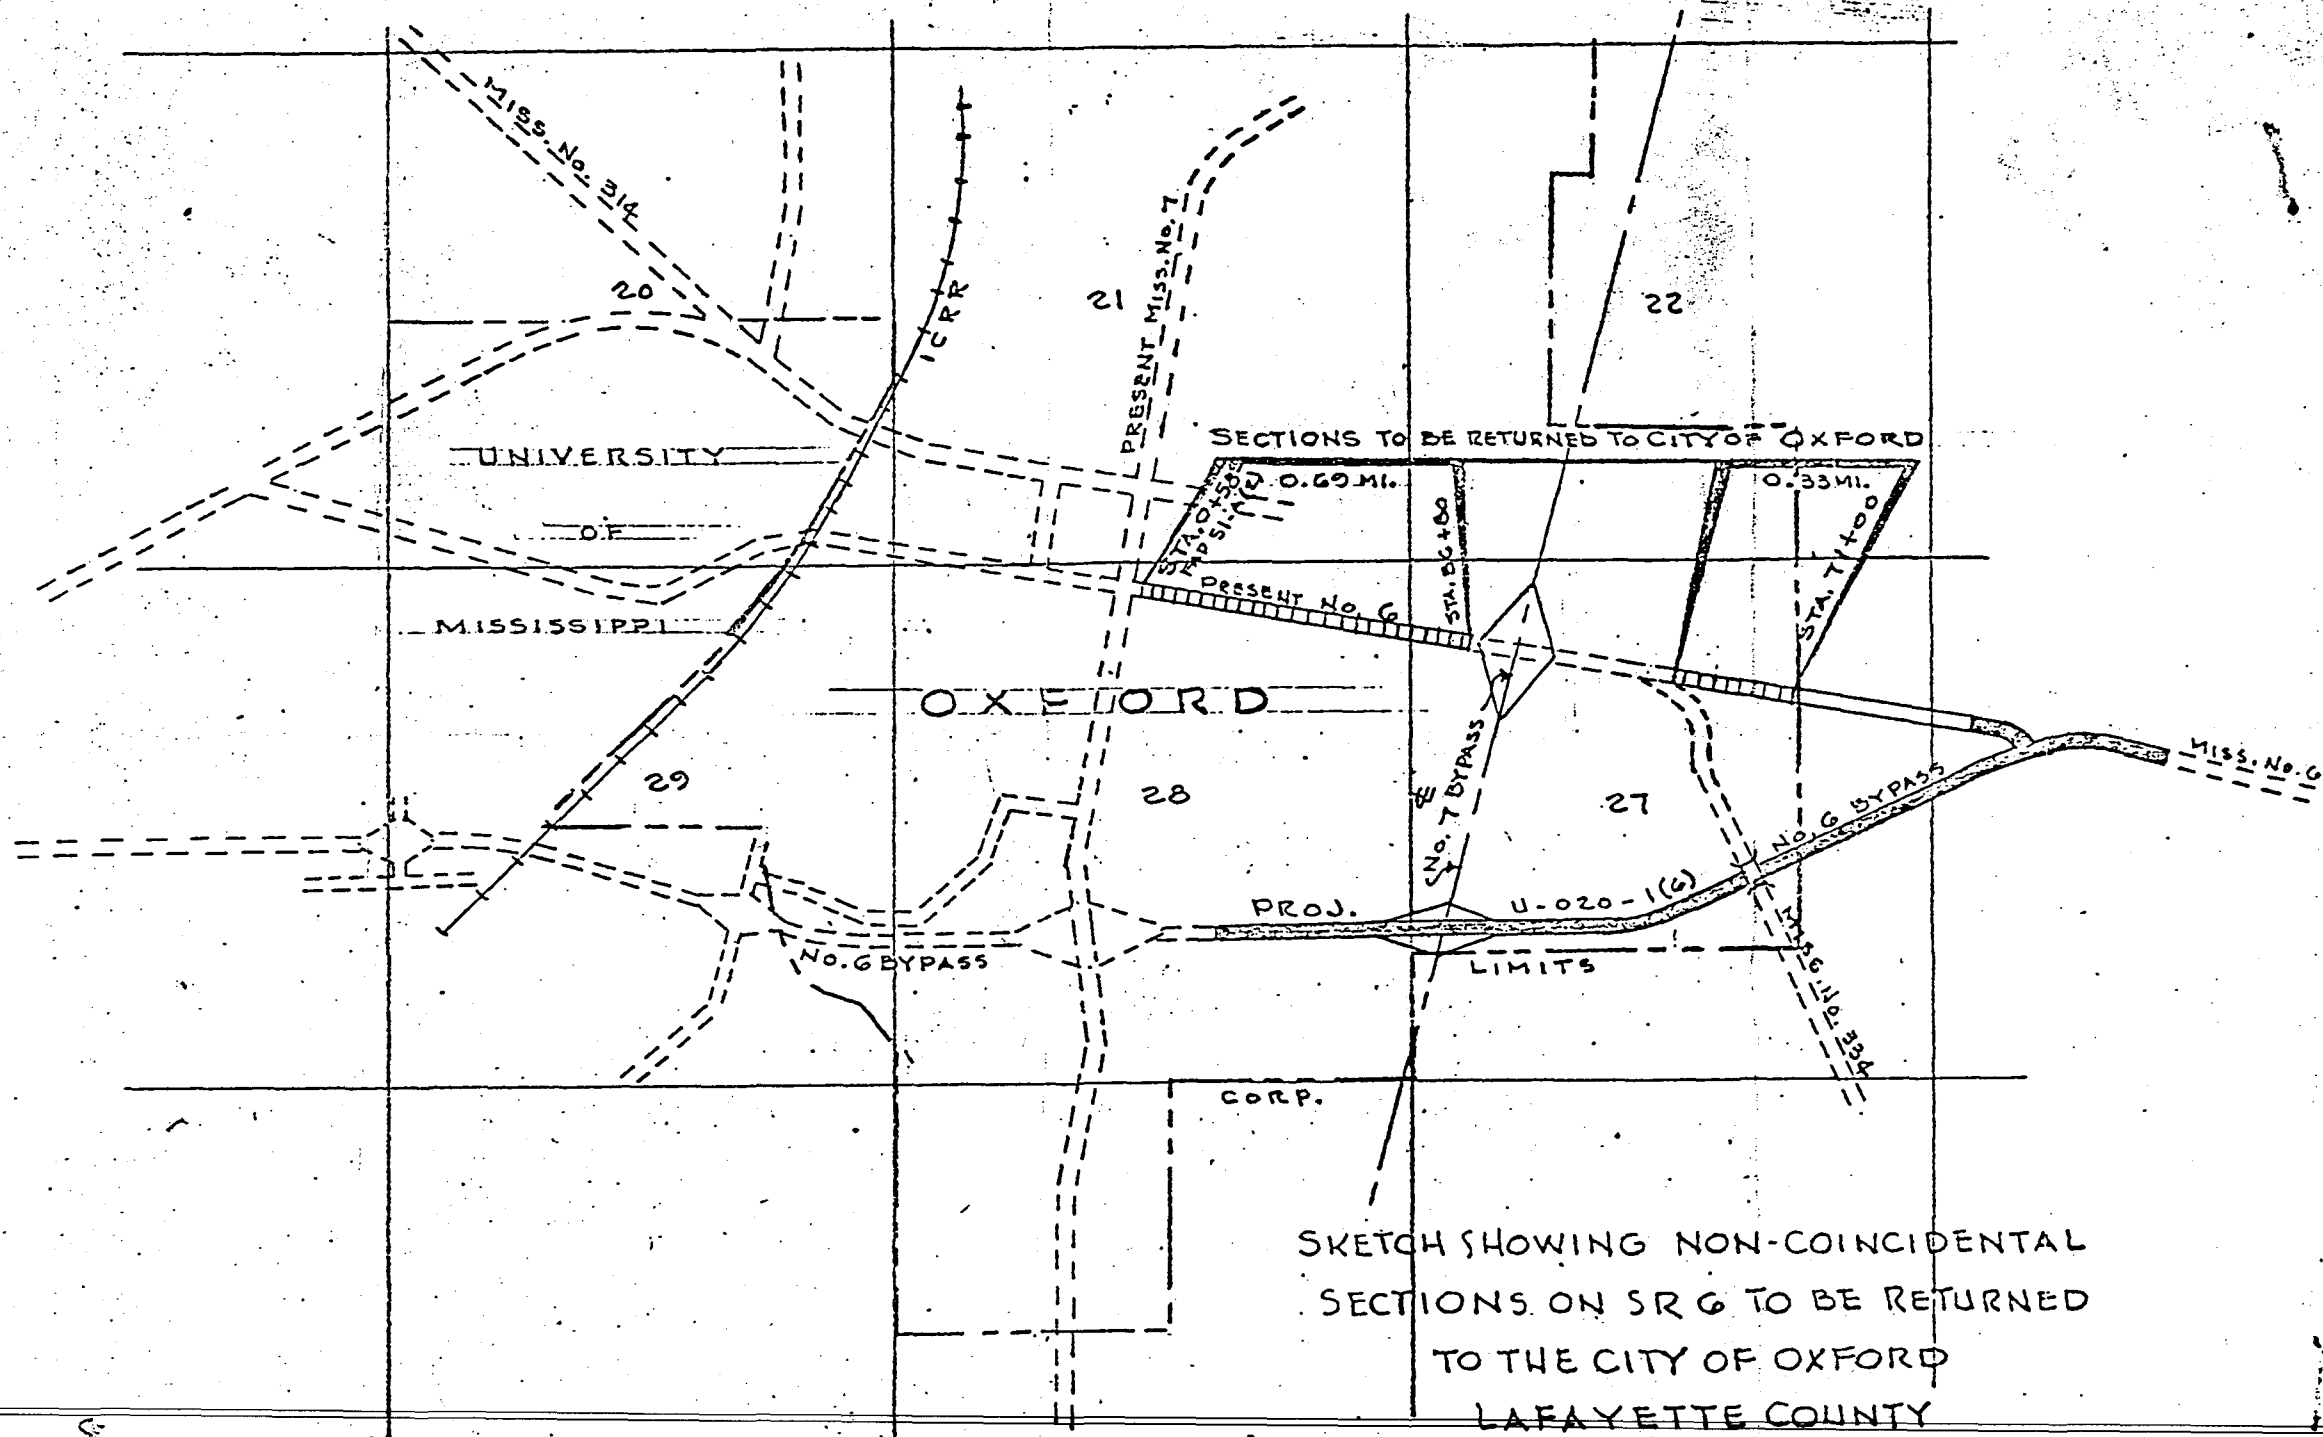 MISS. No. 314
20
21
22
I C R R
PRESENT MISS. No. 7
UNIVERSITY
OF
MISSISSIPPI
SECTIONS TO BE RETURNED TO CITY OF OXFORD
0.69 MI.
0.33 MI.
STA. 0+58
STA. 36+80
STA. 71+00
PRESENT No. 6
OXFORD
29
28
27
℄ No. 7 BYPASS
No. 6 BYPASS
MISS. No. 6
PROJ. U-020-1(6)
No. 6 BYPASS
LIMITS
MISS. No. 334
CORP.
SKETCH SHOWING NON-COINCIDENTAL
SECTIONS ON SR 6 TO BE RETURNED
TO THE CITY OF OXFORD
LAFAYETTE COUNTY